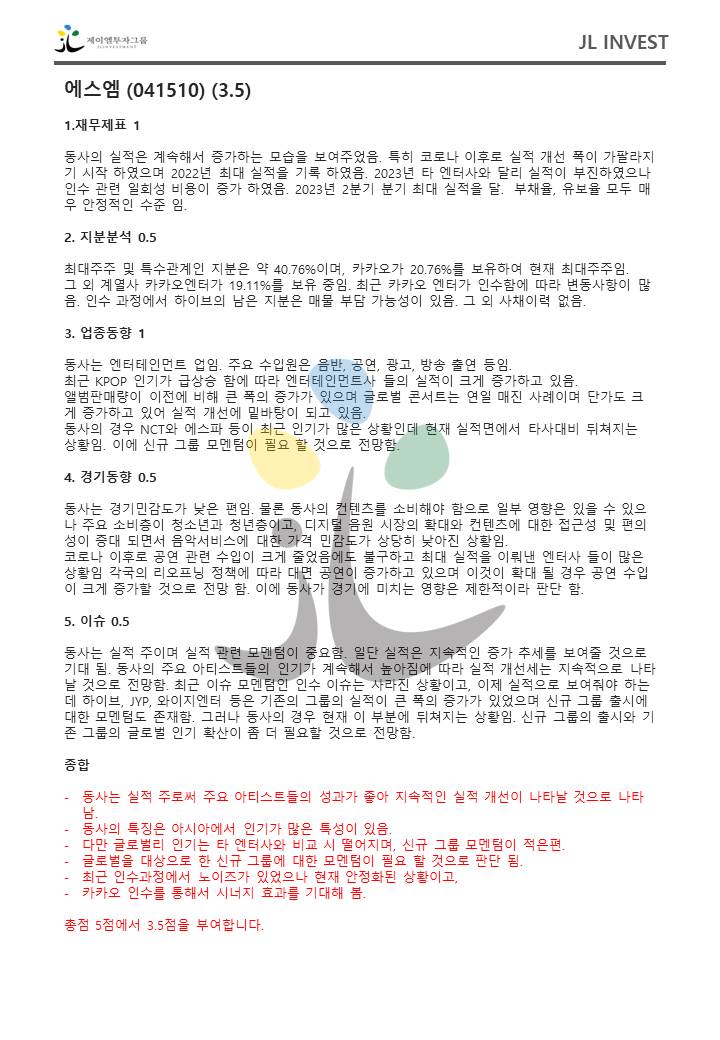 제이엘투자그룹
JL INVESTMENT
JL INVEST
에스엠 (041510) (3.5)
1.재무제표 1
동사의 실적은 계속해서 증가하는 모습을 보여주었음. 특히 코로나 이후로 실적 개선 폭이 가팔라지
기 시작 하였으며 2022년 최대 실적을 기록 하였음. 2023년 타 엔터사와 달리 실적이 부진하였으나
인수 관련 일회성 비용이 증가 하였음. 2023년 2분기 분기 최대 실적을 달. 부채율, 유보율 모두 매
우 안정적인 수준 임.
2. 지분분석 0.5
최대주주 및 특수관계인 지분은 약 40.76%이며, 카카오가 20.76%를 보유하여 현재 최대주주임.
그 외 계열사 카카오엔터가 19.11%를 보유 중임. 최근 카카오 엔터가 인수함에 따라 변동사항이 많
음. 인수 과정에서 하이브의 남은 지분은 매물 부담 가능성이 있음. 그 외 사채이력 없음.
3. 업종동향 1
동사는 엔터테인먼트 업임. 주요 수입원은 음반, 공연, 광고, 방송 출연 등임.
최근 KPOP 인기가 급상승 함에 따라 엔터테인먼트사 들의 실적이 크게 증가하고 있음.
앨범판매량이 이전에 비해 큰 폭의 증가가 있으며 글로벌 콘서트는 연일 매진 사례이며 단가도 크
게 증가하고 있어 실적 개선에 밑바탕이 되고 있음.
동사의 경우 NCT와 에스파 등이 최근 인기가 많은 상황인데 현재 실적면에서 타사대비 뒤쳐지는
상황임. 이에 신규 그룹 모멘텀이 필요 할 것으로 전망함.
4. 경기동향 0.5
동사는 경기민감도가 낮은 편임. 물론 동사의 컨텐츠를 소비해야 함으로 일부 영향은 있을 수 있으
나 주요 소비층이 청소년과 청년층이고, 디지털 음원 시장의 확대와 컨텐츠에 대한 접근성 및 편의
성이 증대 되면서 음악서비스에 대한 가격 민감도가 상당히 낮아진 상황임.
코로나 이후로 공연 관련 수입이 크게 줄었음에도 불구하고 최대 실적을 이뤄낸 엔터사 들이 많은
상황임 각국의 리오프닝 정책에 따라 대면 공연이 증가하고 있으며 이것이 확대 될 경우 공연 수입
이 크게 증가할 것으로 전망 함. 이에 동사가 경기에 미치는 영향은 제한적이라 판단 함.
5. 이슈 0.5
동사는 실적 주이며 실적 관련 모멘텀이 중요함. 일단 실적은 지속적인 증가 추세를 보여줄 것으로
기대 됨. 동사의 주요 아티스트들의 인기가 계속해서 높아짐에 따라 실적 개선세는 지속적으로 나타
날 것으로 전망함. 최근 이슈 모멘텀인 인수 이슈는 사라진 상황이고, 이제 실적으로 보여줘야 하는
데 하이브, JYP, 와이지엔터 등은 기존의 그룹의 실적이 큰 폭의 증가가 있었으며 신규 그룹 출시에
대한 모멘텀도 존재함. 그러나 동사의 경우 현재 이 부분에 뒤쳐지는 상황임. 신규 그룹의 출시와 기
존 그룹의 글로벌 인기 확산이 좀 더 필요할 것으로 전망함.
종합
- 동사는 실적 주로써 주요 아티스트들의 성과가 좋아 지속적인 실적 개선이 나타날 것으로 나타
남.
- 동사의 특징은 아시아에서 인기가 많은 특성이 있음.
- 다만 글로벌리 인기는 타 엔터사와 비교 시 떨어지며, 신규 그룹 모멘텀이 적은편.
- 글로벌을 대상으로 한 신규 그룹에 대한 모멘텀이 필요 할 것으로 판단 됨.
- 최근 인수과정에서 노이즈가 있었으나 현재 안정화된 상황이고,
- 카카오 인수를 통해서 시너지 효과를 기대해 봄.
총점 5점에서 3.5점을 부여합니다.